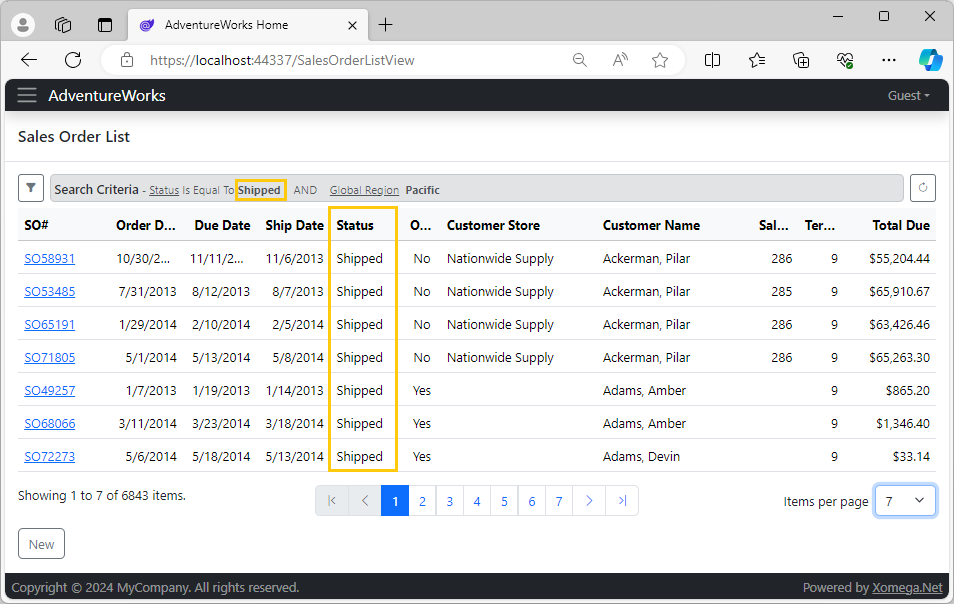 AdventureWorks Home
https://localhost:44337/SalesOrderListView
AdventureWorks Guest
Sales Order List
Search Criteria - Status Is Equal To Shipped AND Global Region Pacific
SO# Order D... Due Date Ship Date Status O... Customer Store Customer Name Sal... Ter... Total Due
SO58931 10/30/2... 11/11/2... 11/6/2013 Shipped No Nationwide Supply Ackerman, Pilar 286 9 $55,204.44
SO53485 7/31/2013 8/12/2013 8/7/2013 Shipped No Nationwide Supply Ackerman, Pilar 285 9 $65,910.67
SO65191 1/29/2014 2/10/2014 2/5/2014 Shipped No Nationwide Supply Ackerman, Pilar 286 9 $63,426.46
SO71805 5/1/2014 5/13/2014 5/8/2014 Shipped No Nationwide Supply Ackerman, Pilar 286 9 $65,263.30
SO49257 1/7/2013 1/19/2013 1/14/2013 Shipped Yes Adams, Amber 9 $865.20
SO68066 3/11/2014 3/23/2014 3/18/2014 Shipped Yes Adams, Amber 9 $1,346.40
SO72273 5/6/2014 5/18/2014 5/13/2014 Shipped Yes Adams, Devin 9 $33.14
Showing 1 to 7 of 6843 items. 1 2 3 4 5 6 7 Items per page 7
New
Copyright © 2024 MyCompany. All rights reserved. Powered by Xomega.Net